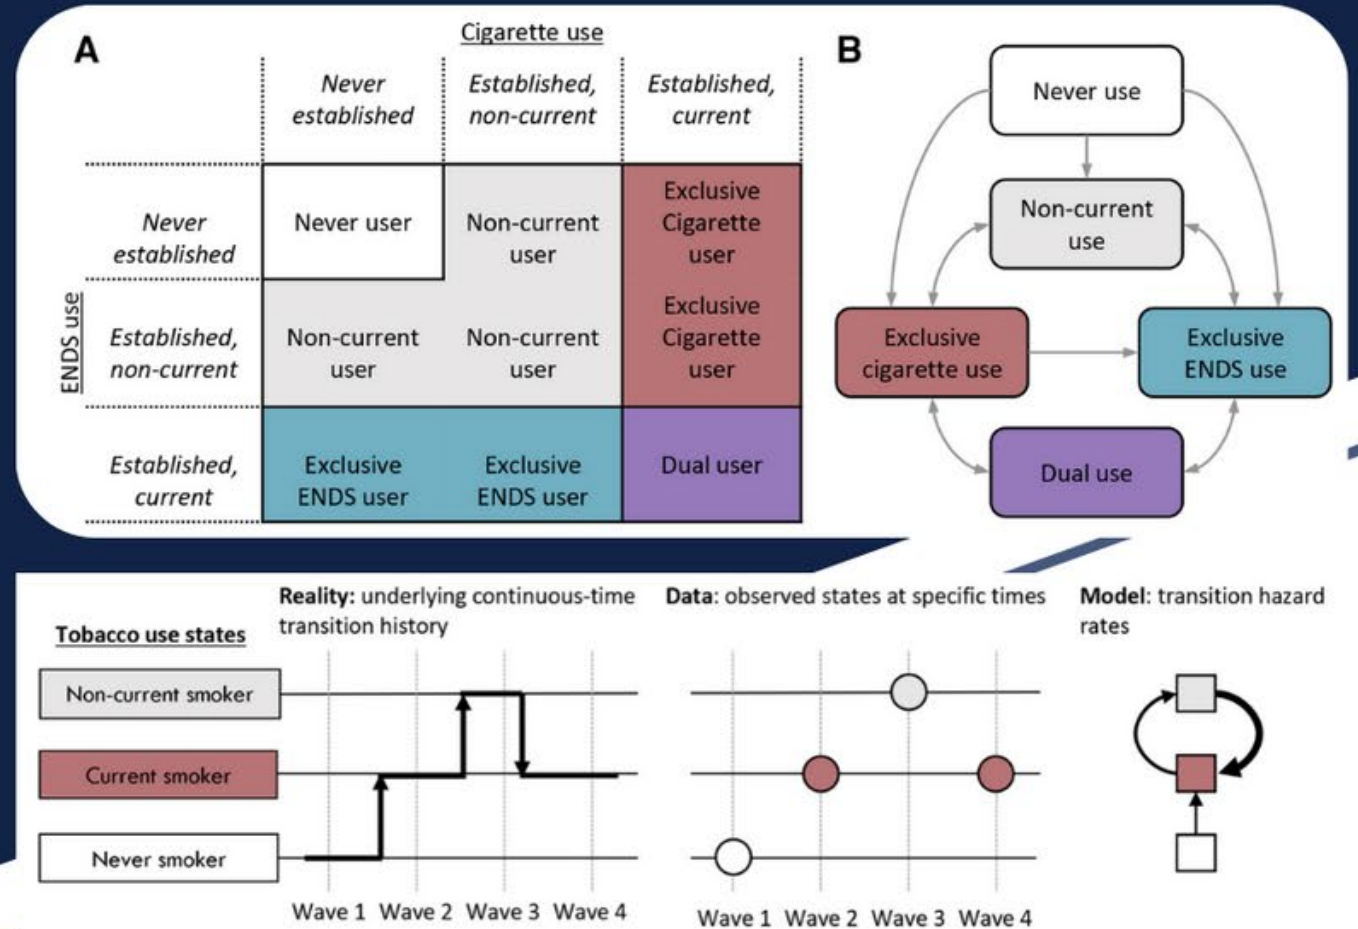 A
Cigarette use
Never
established
Established,
non-current
Established,
current
ENDS use
Never
established
Never user
Non-current
user
Exclusive
Cigarette
user
Established,
non-current
Non-current
user
Non-current
user
Exclusive
Cigarette
user
Established,
current
Exclusive
ENDS user
Exclusive
ENDS user
Dual user
B
Never use
Non-current
use
Exclusive
cigarette use
Exclusive
ENDS use
Dual use
Tobacco use states
Non-current smoker
Current smoker
Never smoker
Reality: underlying continuous-time
transition history
Wave 1 Wave 2 Wave 3 Wave 4
Data: observed states at specific times
Wave 1 Wave 2 Wave 3 Wave 4
Model: transition hazard
rates